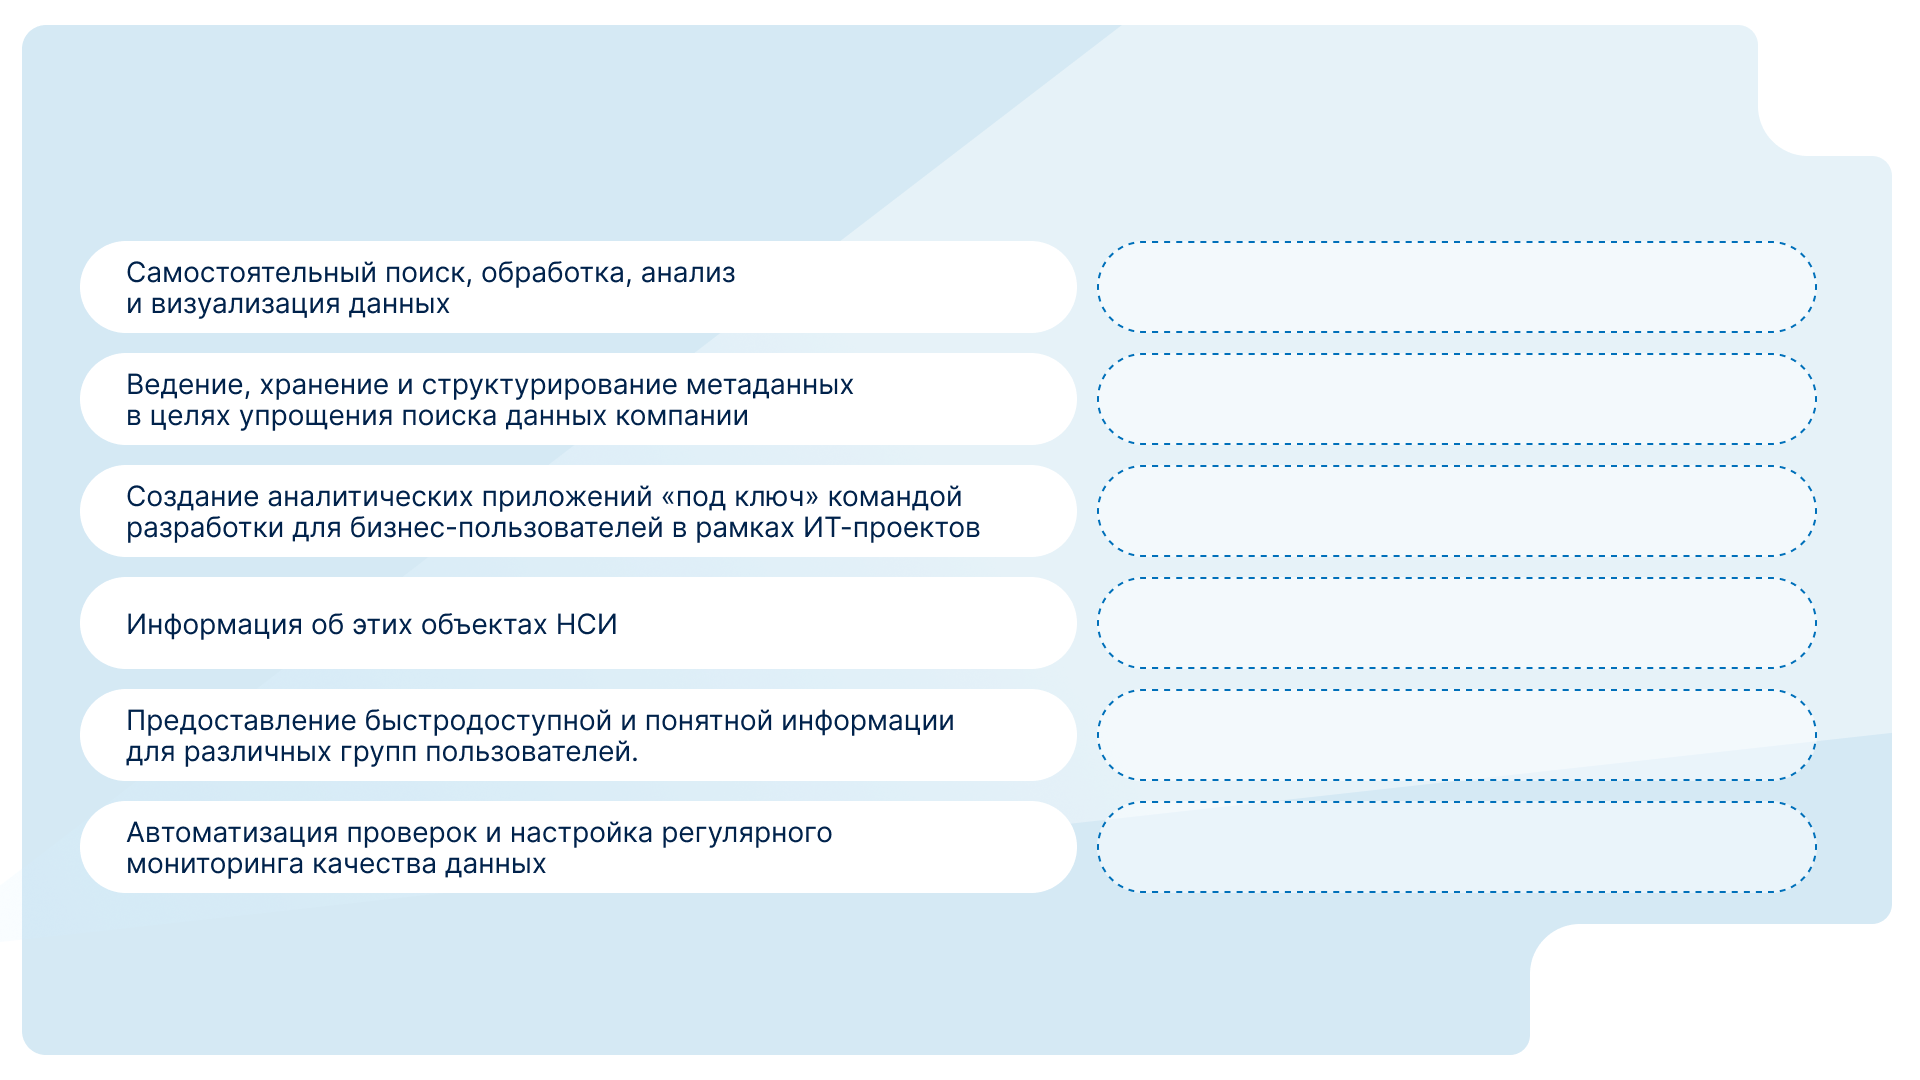 Самостоятельный поиск, обработка, анализ
и визуализация данных
Ведение, хранение и структурирование метаданных
в целях упрощения поиска данных компании
Создание аналитических приложений «под ключ» командой
разработки для бизнес-пользователей в рамках ИТ-проектов
Информация об этих объектах НСИ
Предоставление быстродоступной и понятной информации
для различных групп пользователей.
Автоматизация проверок и настройка регулярного
мониторинга качества данных